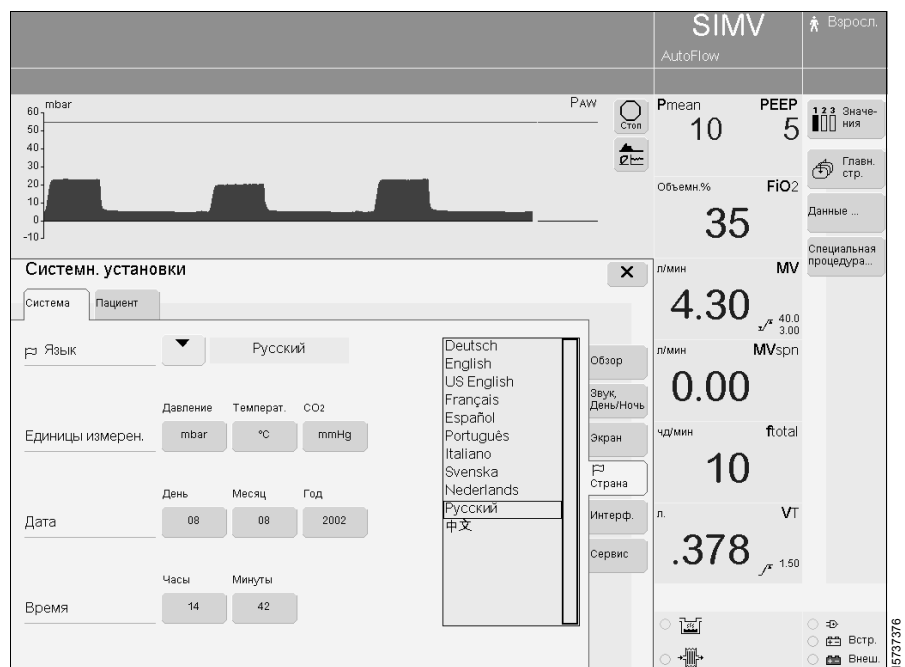 SIMV
AutoFlow
Взросл.
mbar
Paw
60
50
40
30
20
10
0
-10
Стоп
Pmean
PEEP
10
5
Объемн.%
FiO2
35
л/мин
MV
4.30
40.0
3.00
л/мин
MVspn
0.00
чд/мин
ftotal
10
л.
VT
.378
1.50
1 2 3 Значе-
ния
Главн.
стр.
Данные ...
Специальная
процедура...
Системн. установки
Система
Пациент
Язык
Русский
Deutsch
English
US English
Français
Español
Português
Italiano
Svenska
Nederlands
Русский
中文
Давление
Температ.
CO2
Единицы измерен.
mbar
°C
mmHg
День
Месяц
Год
Дата
08
08
2002
Часы
Минуты
Время
14
42
Обзор
Звук,
День/Ночь
Экран
Страна
Интерф.
Сервис
Встр.
Внеш.